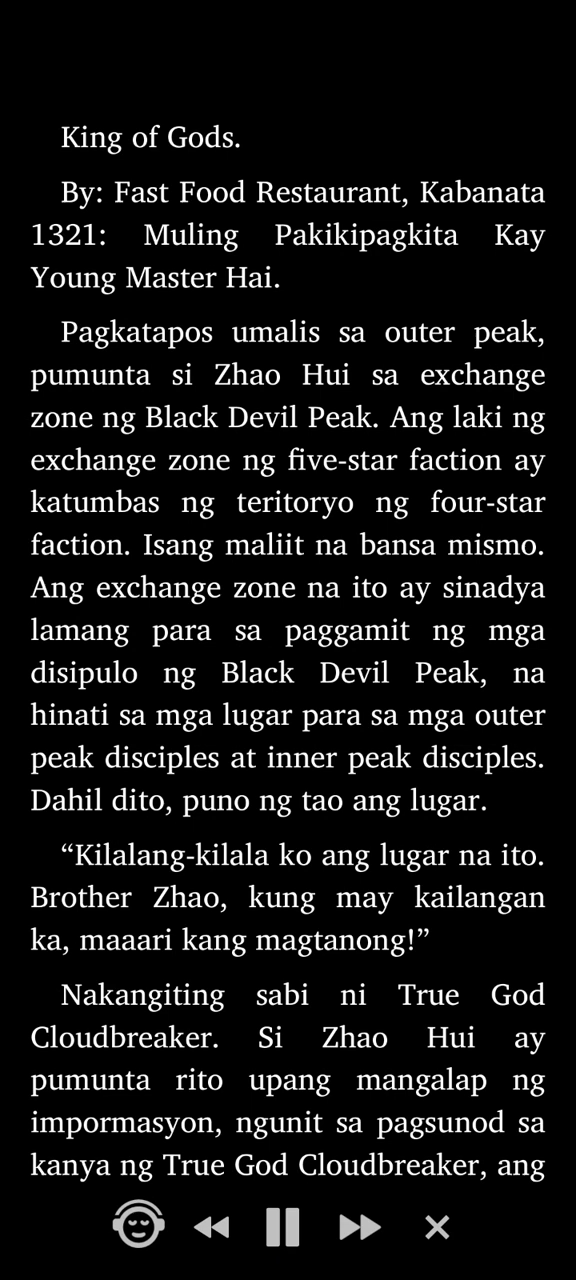 King of Gods.
By: Fast Food Restaurant, Kabanata
1321: Muling Pakikipagkita Kay
Young Master Hai.
Pagkatapos umalis sa outer peak,
pumunta si Zhao Hui sa exchange
zone ng Black Devil Peak. Ang laki ng
exchange zone ng five-star faction ay
katumbas ng teritoryo ng four-star
faction. Isang maliit na bansa mismo.
Ang exchange zone na ito ay sinadya
lamang para sa paggamit ng mga
disipulo ng Black Devil Peak, na
hinati sa mga lugar para sa mga outer
peak disciples at inner peak disciples.
Dahil dito, puno ng tao ang lugar.
“Kilalang-kilala ko ang lugar na ito.
Brother Zhao, kung may kailangan
ka, maaari kang magtanong!”
Nakangiting sabi ni True God
Cloudbreaker. Si Zhao Hui ay
pumunta rito upang mangalap ng
impormasyon, ngunit sa pagsunod sa
kanya ng True God Cloudbreaker, ang